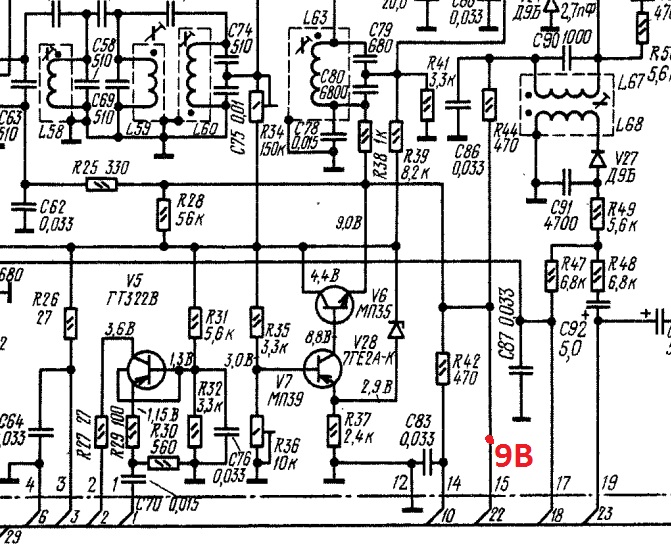 L63
C74
510
C79
680
0,033
Д9Б
2,7пФ
C90 1000
C58
510
C63
510
C69
510
L58
L59
L60
C75 0,01
R34
150к
C80
6800
C78
0,015
R38 1к
R41
3,3к
R39
8,2к
C86
0,033
R44
470
L67
L68
5,6
V27
Д9Б
C91
4700
R49
5,6к
R25 330
R28
56к
C62
0,033
9,0В
680
R26
27
V5
ГТ322В
3,6В
1,3В
1,15В
R31
5,6к
R32
3,3к
3,0В
R35
3,3к
4,4В
V6
МП35
8,8В
V28
7ГЕ2А-К
V7
МП39
2,9В
R47
6,8к
R48
6,8к
C87 0,033
C92
5,0
R42
470
C64
R27 27
R29 100
R30
560
C76
0,033
R36
10к
R37
2,4к
C83
0,033
9В
C70 0,015
4 3 2 1 12 14 15 17 19
29 6 3 2 1 10 22 18 23